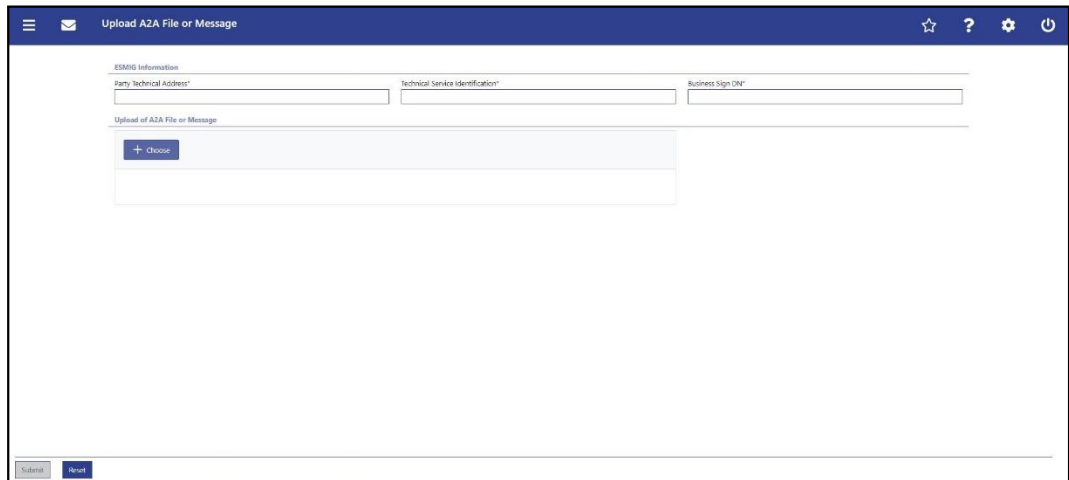 Upload A2A File or Message
ESMIG Information
Party Technical Address* Technical Service Identification* Business Sign DN*
Upload of A2A File or Message
+ Choose
Submit Reset